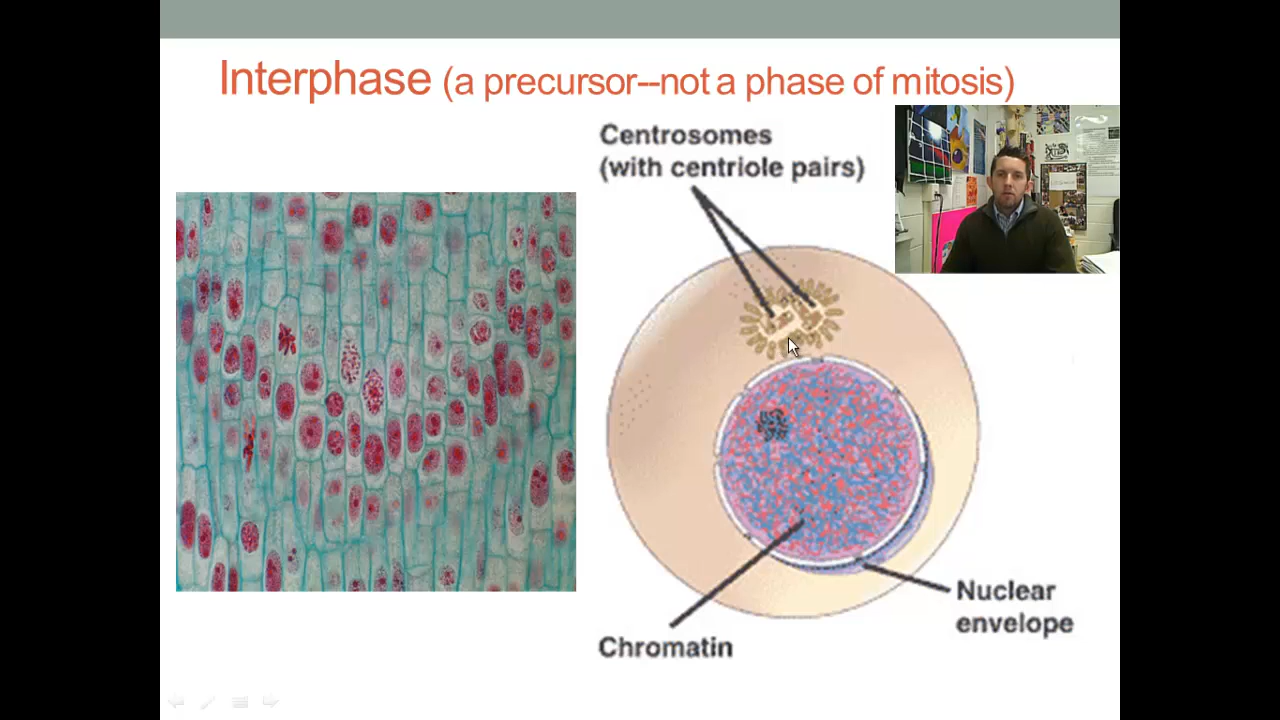 Interphase (a precursor--not a phase of mitosis)
Centrosomes
(with centriole pairs)
Nuclear
envelope
Chromatin